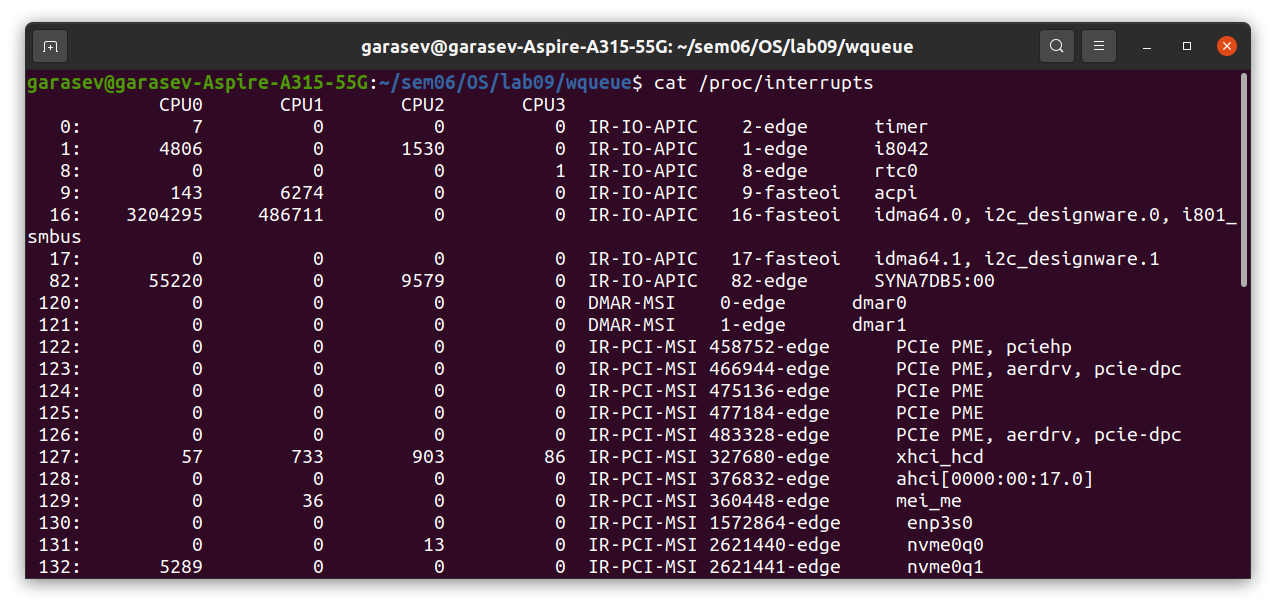 garasev@garasev-Aspire-A315-55G: ~/sem06/OS/lab09/wqueue
garasev@garasev-Aspire-A315-55G:~/sem06/OS/lab09/wqueue$ cat /proc/interrupts
            CPU0       CPU1       CPU2       CPU3
   0:          7          0          0          0  IR-IO-APIC    2-edge      timer
   1:       4806          0       1530          0  IR-IO-APIC    1-edge      i8042
   8:          0          0          0          1  IR-IO-APIC    8-edge      rtc0
   9:        143       6274          0          0  IR-IO-APIC    9-fasteoi   acpi
  16:    3204295     486711          0          0  IR-IO-APIC   16-fasteoi   idma64.0, i2c_designware.0, i801_
smbus
  17:          0          0          0          0  IR-IO-APIC   17-fasteoi   idma64.1, i2c_designware.1
  82:      55220          0       9579          0  IR-IO-APIC   82-edge      SYNA7DB5:00
 120:          0          0          0          0  DMAR-MSI    0-edge      dmar0
 121:          0          0          0          0  DMAR-MSI    1-edge      dmar1
 122:          0          0          0          0  IR-PCI-MSI 458752-edge      PCIe PME, pciehp
 123:          0          0          0          0  IR-PCI-MSI 466944-edge      PCIe PME, aerdrv, pcie-dpc
 124:          0          0          0          0  IR-PCI-MSI 475136-edge      PCIe PME
 125:          0          0          0          0  IR-PCI-MSI 477184-edge      PCIe PME
 126:          0          0          0          0  IR-PCI-MSI 483328-edge      PCIe PME, aerdrv, pcie-dpc
 127:         57        733        903         86  IR-PCI-MSI 327680-edge      xhci_hcd
 128:          0          0          0          0  IR-PCI-MSI 376832-edge      ahci[0000:00:17.0]
 129:          0         36          0          0  IR-PCI-MSI 360448-edge      mei_me
 130:          0          0          0          0  IR-PCI-MSI 1572864-edge      enp3s0
 131:          0          0         13          0  IR-PCI-MSI 2621440-edge      nvme0q0
 132:       5289          0          0          0  IR-PCI-MSI 2621441-edge      nvme0q1